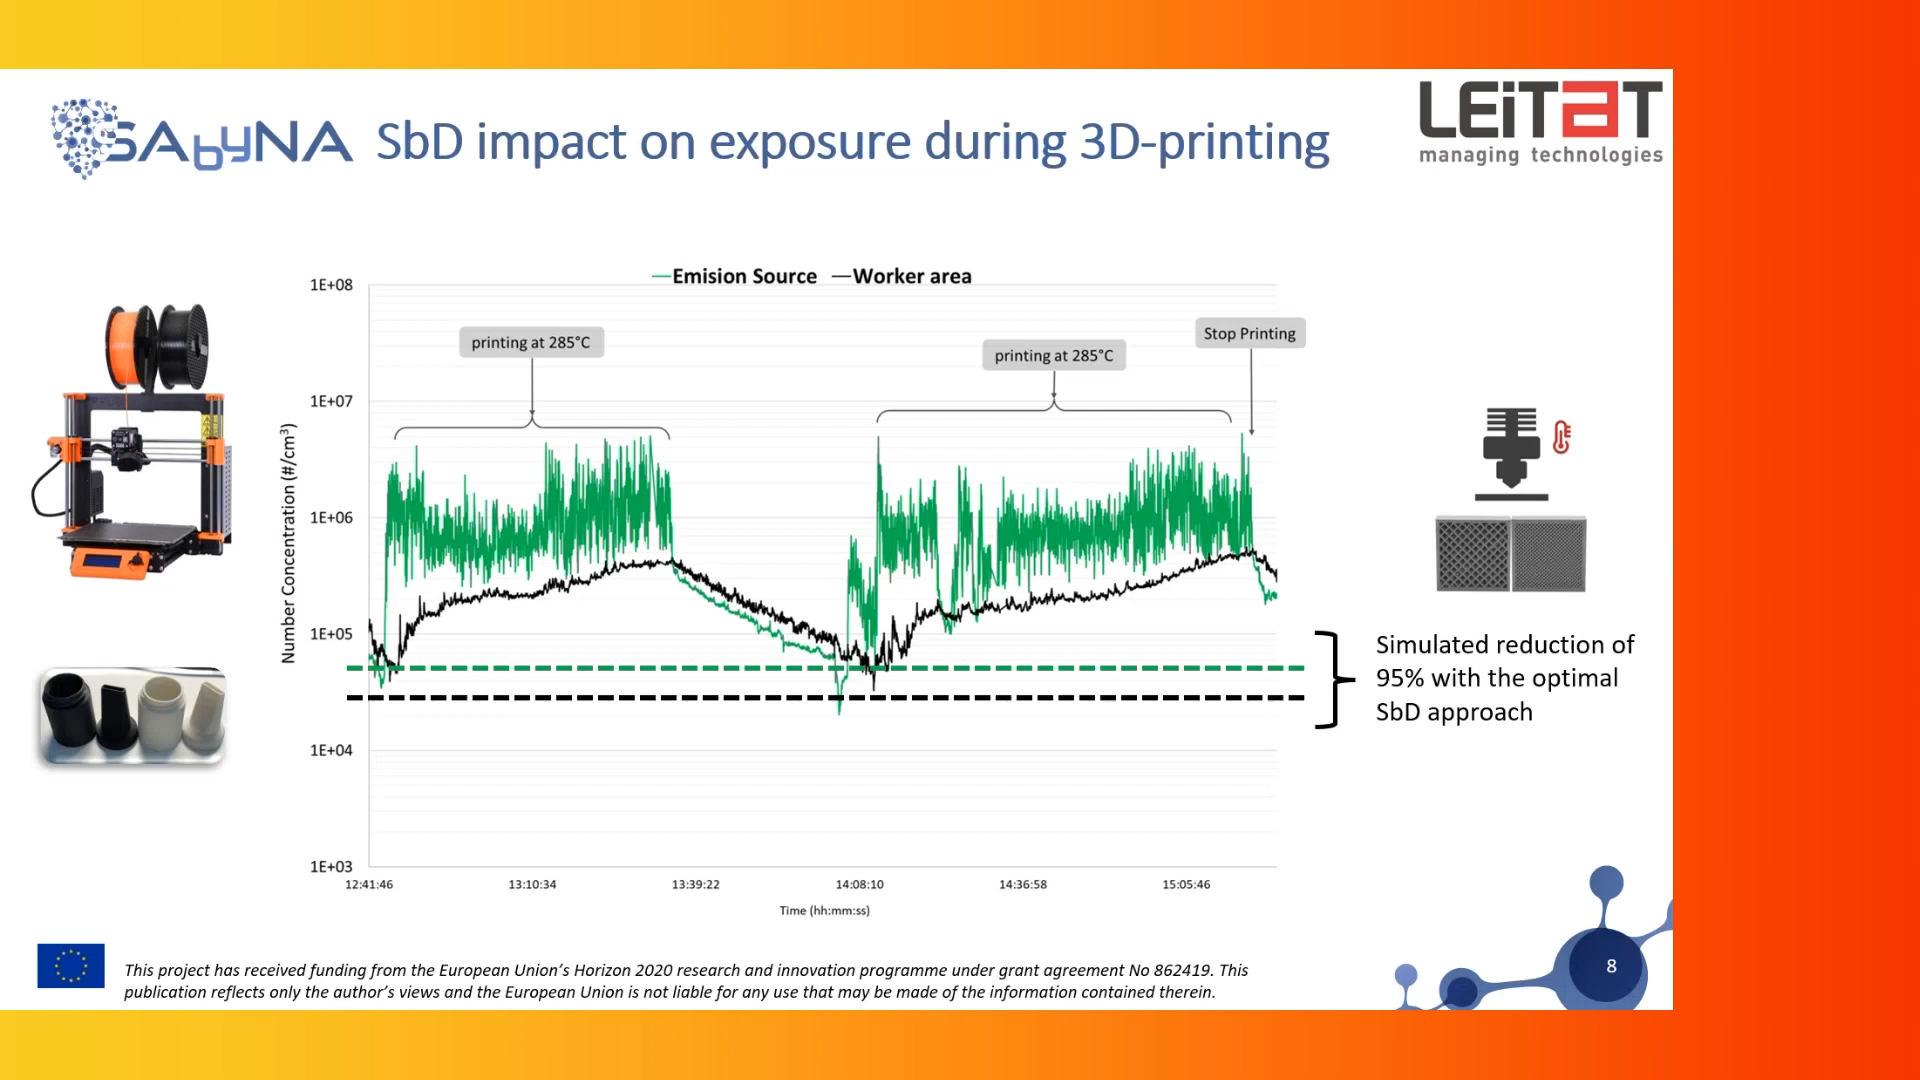 SAbyNA
SbD impact on exposure during 3D-printing
LEiTAT
managing technologies
Emision Source
Worker area
1E+08
1E+07
1E+06
1E+05
1E+04
1E+03
Number Concentration (#/cm³)
printing at 285°C
printing at 285°C
Stop Printing
12:41:46
13:10:34
13:39:22
14:08:10
14:36:58
15:05:46
Time (hh:mm:ss)
Simulated reduction of
95% with the optimal
SbD approach
This project has received funding from the European Union’s Horizon 2020 research and innovation programme under grant agreement No 862419. This
publication reflects only the author’s views and the European Union is not liable for any use that may be made of the information contained therein.
8